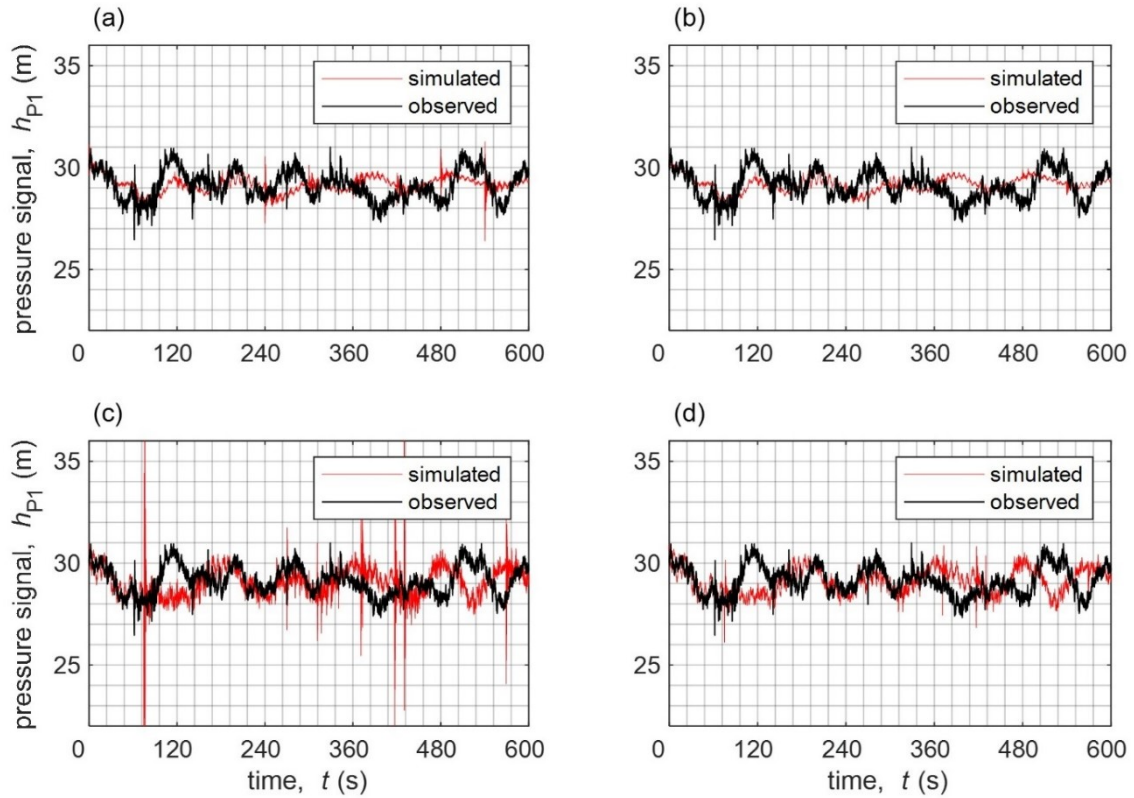 (a)
35
30
25
pressure signal, hP1 (m)
simulated
observed
0 120 240 360 480 600
(b)
35
30
25
simulated
observed
0 120 240 360 480 600
(c)
35
30
25
pressure signal, hP1 (m)
simulated
observed
0 120 240 360 480 600
time, t (s)
(d)
35
30
25
simulated
observed
0 120 240 360 480 600
time, t (s)